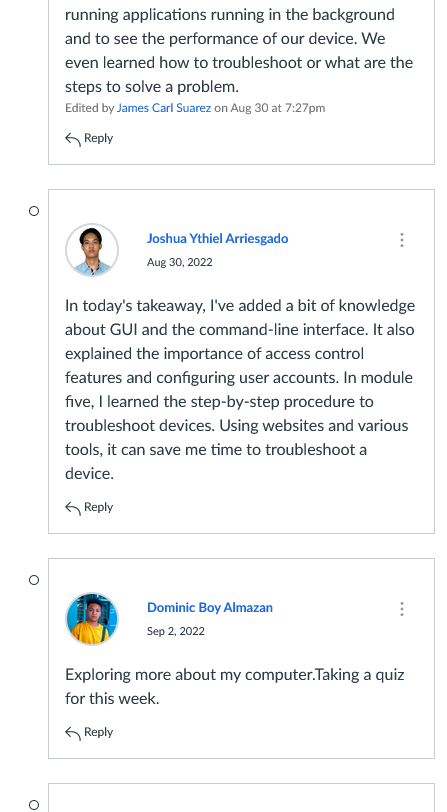 running applications running in the background
and to see the performance of our device. We
even learned how to troubleshoot or what are the
steps to solve a problem.
Edited by James Carl Suarez on Aug 30 at 7:27pm
Reply
Joshua Ythiel Arriesgado
Aug 30, 2022
In today's takeaway, I've added a bit of knowledge
about GUI and the command-line interface. It also
explained the importance of access control
features and configuring user accounts. In module
five, I learned the step-by-step procedure to
troubleshoot devices. Using websites and various
tools, it can save me time to troubleshoot a
device.
Reply
Dominic Boy Almazan
Sep 2, 2022
Exploring more about my computer.Taking a quiz
for this week.
Reply